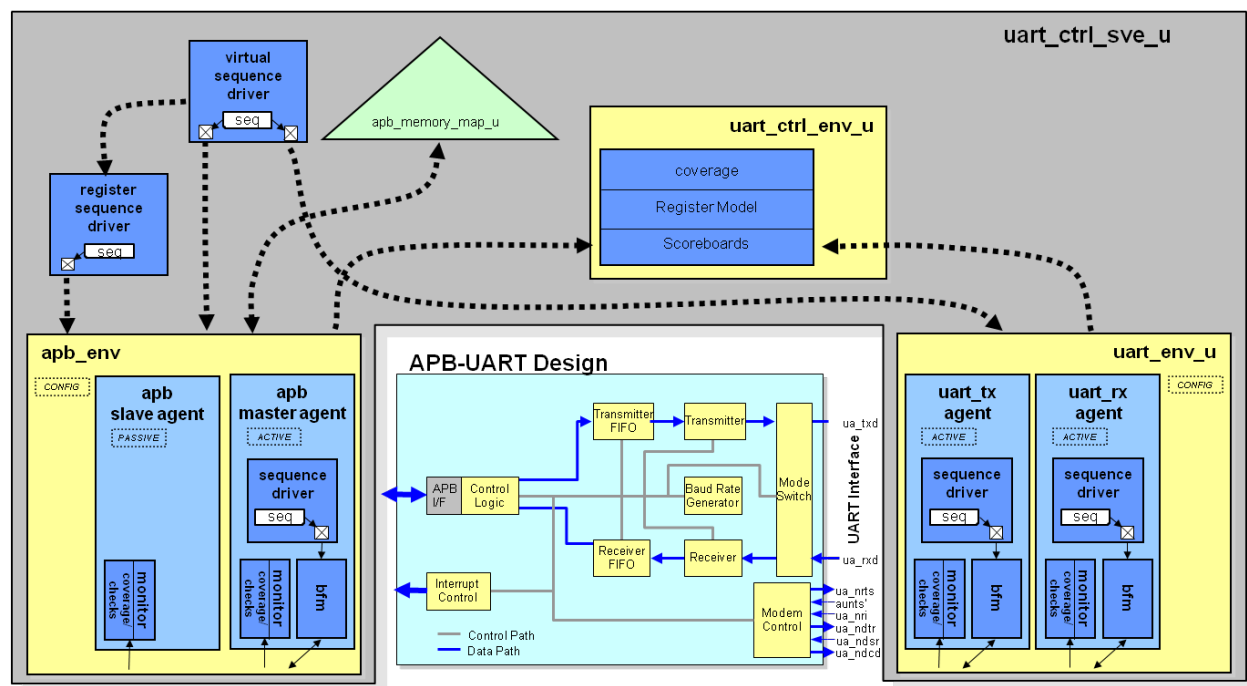 uart_ctrl_sve_u
virtual
sequence
driver
seq
apb_memory_map_u
uart_ctrl_env_u
coverage
Register Model
Scoreboards
register
sequence
driver
seq
apb_env
CONFIG
apb
slave agent
PASSIVE
monitor
coverage/
checks
apb
master agent
ACTIVE
sequence
driver
seq
monitor
coverage/
checks
bfm
APB-UART Design
Transmitter
FIFO
Transmitter
ua_txd
APB
I/F
Control
Logic
Baud Rate
Generator
Mode
Switch
UART Interface
Receiver
FIFO
Receiver
ua_rxd
Interrupt
Control
Modem
Control
ua_nrts
aunts'
ua_nri
ua_ndtr
ua_ndsr
ua_ndcd
Control Path
Data Path
uart_env_u
CONFIG
uart_tx
agent
ACTIVE
sequence
driver
seq
monitor
coverage/
checks
bfm
uart_rx
agent
ACTIVE
sequence
driver
seq
monitor
coverage/
checks
bfm